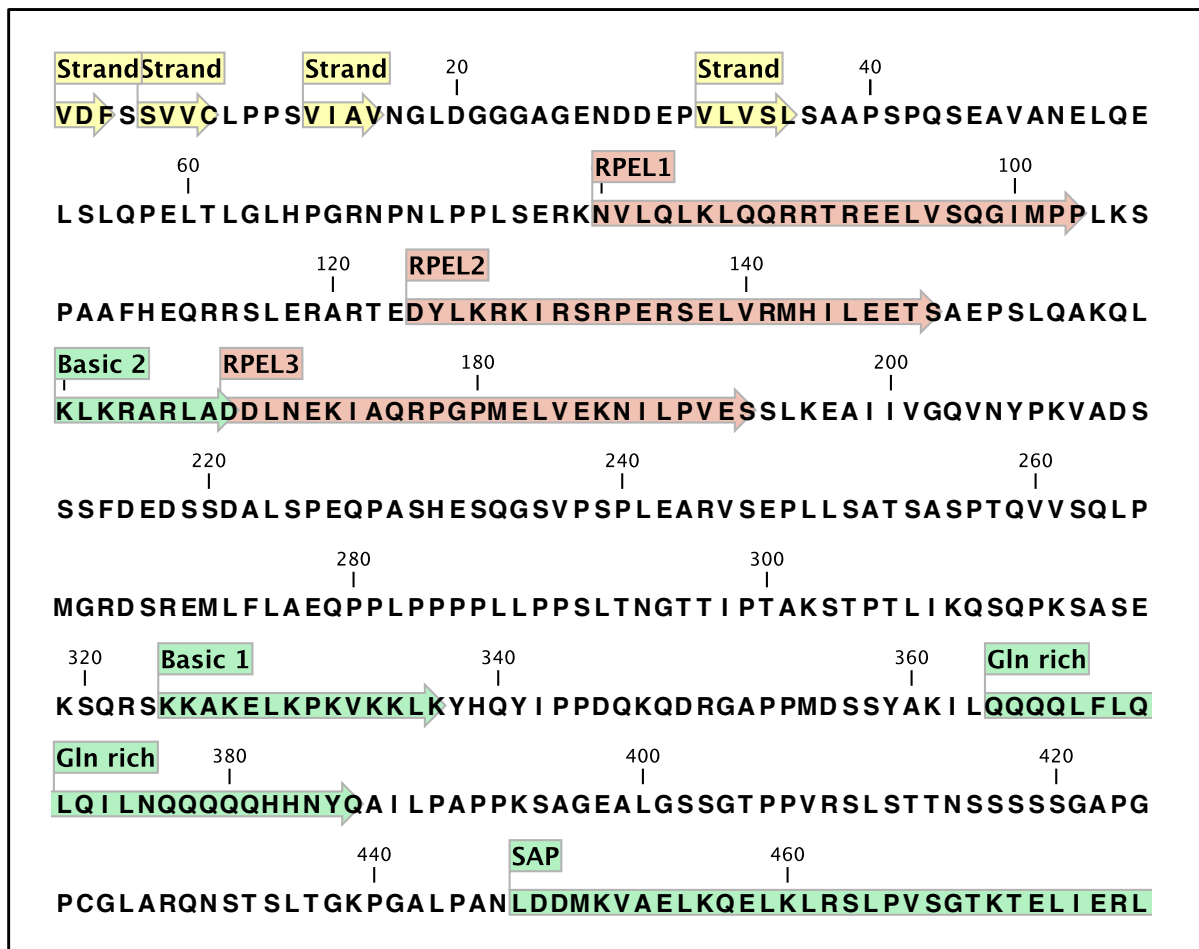 Strand Strand Strand 20 Strand 40
VDFSSVVCLPPSVIAVNGLDGGGAGENDDEPVLVSLSAAPSPQSEAVANELQE
60 RPEL1 100
LSLQPELTLGLHPGRNPNLPPLSERKNVLQLKLQQRRTREELVSQGIMPPLKS
120 RPEL2 140
PAAFHEQRRSLERARTEDYLKRKIRSRPERSELVRMHILEETSAEPSLQAKQL
Basic 2 RPEL3 180 200
KLKRARLADDLNEKIAQRPGPMELVEKNILPVESSLKEAIIVGQVNYPKVADS
220 240 260
SSFDEDSSDALSPEQPASHESQGSVPSPLEARVSEPLLSATSASPTQVVSQLP
280 300
MGRDSREMLFLAEQPPLPPPPLLPPSLTNGTTIPTAKSTPTLIKQSQPKSASE
320 Basic 1 340 360 Gln rich
KSQRSKKAKELKPKVKKLKYHQYIPPDQKQDRGAPPMDSSYAKILQQQQLFLQ
Gln rich 380 400 420
LQILNQQQQQHHNYQAILPAPPKSAGEALGSSGTPPVRSLSTTNSSSSSGAPG
440 SAP 460
PCGLARQNSTSLTGKPGALPANLDDMKVAELKQELKLRSLPVSGTKTELIERL